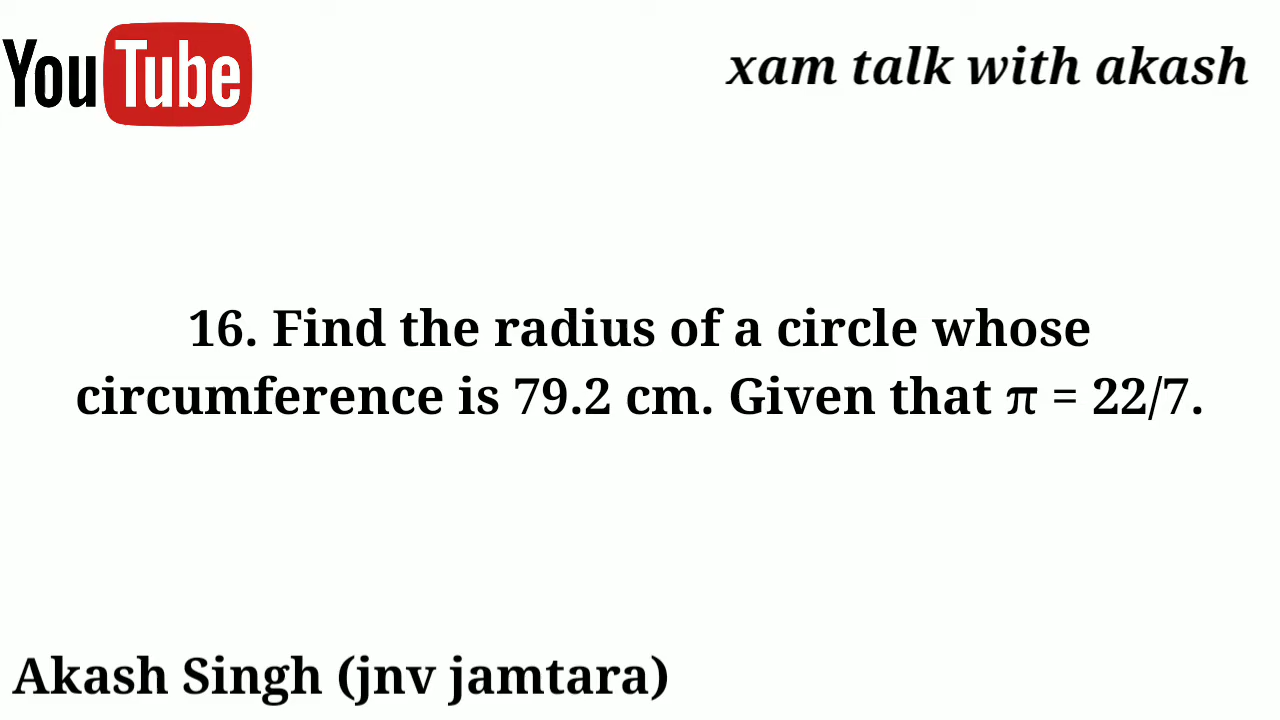 YouTube
xam talk with akash
16. Find the radius of a circle whose
circumference is 79.2 cm. Given that π = 22/7.
Akash Singh (jnv jamtara)